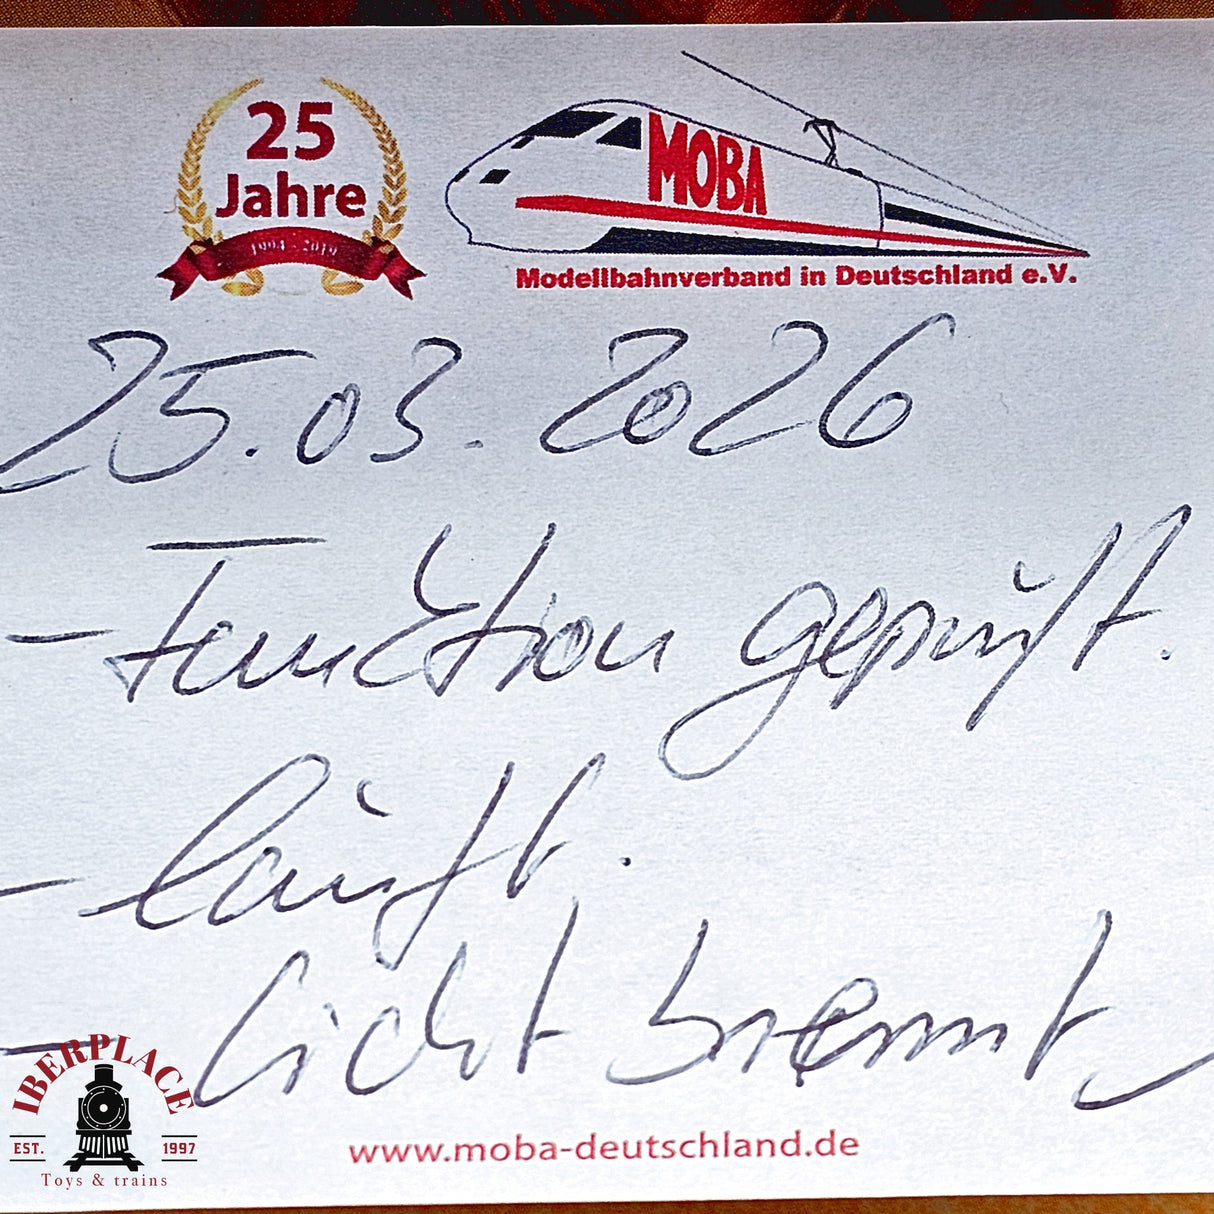 25
Jahre
1994 - 2019
MOBA
Modellbahnverband in Deutschland e.V.
25.03.2026
- Funktion geprüft.
- läuft.
- Licht brennt
www.moba-deutschland.de
IBERPLACE
EST. 1997
Toys & trains